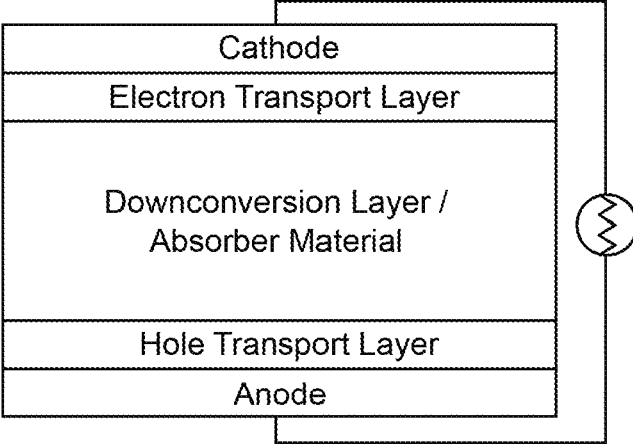 Cathode
Electron Transport Layer
Downconversion Layer /
Absorber Material
Hole Transport Layer
Anode